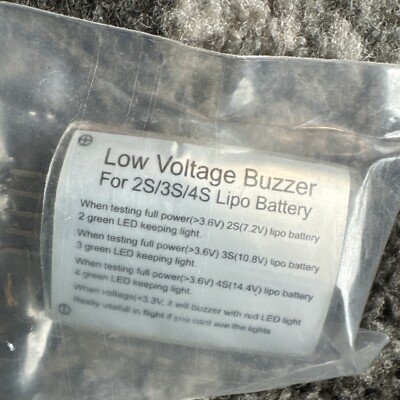 Low Voltage Buzzer
For 2S/3S/4S Lipo Battery
When testing full power(>3.6V) 2S(7.2V) lipo battery
2 green LED keeping light.
When testing full power(>3.6V) 3S(10.8V) lipo battery
3 green LED keeping light.
When testing full power(>3.6V) 4S(14.4V) lipo battery
4 green LED keeping light.
When voltage<3.3V, it will buzzer with red LED light
Really usefull in flight if you cant see the lights